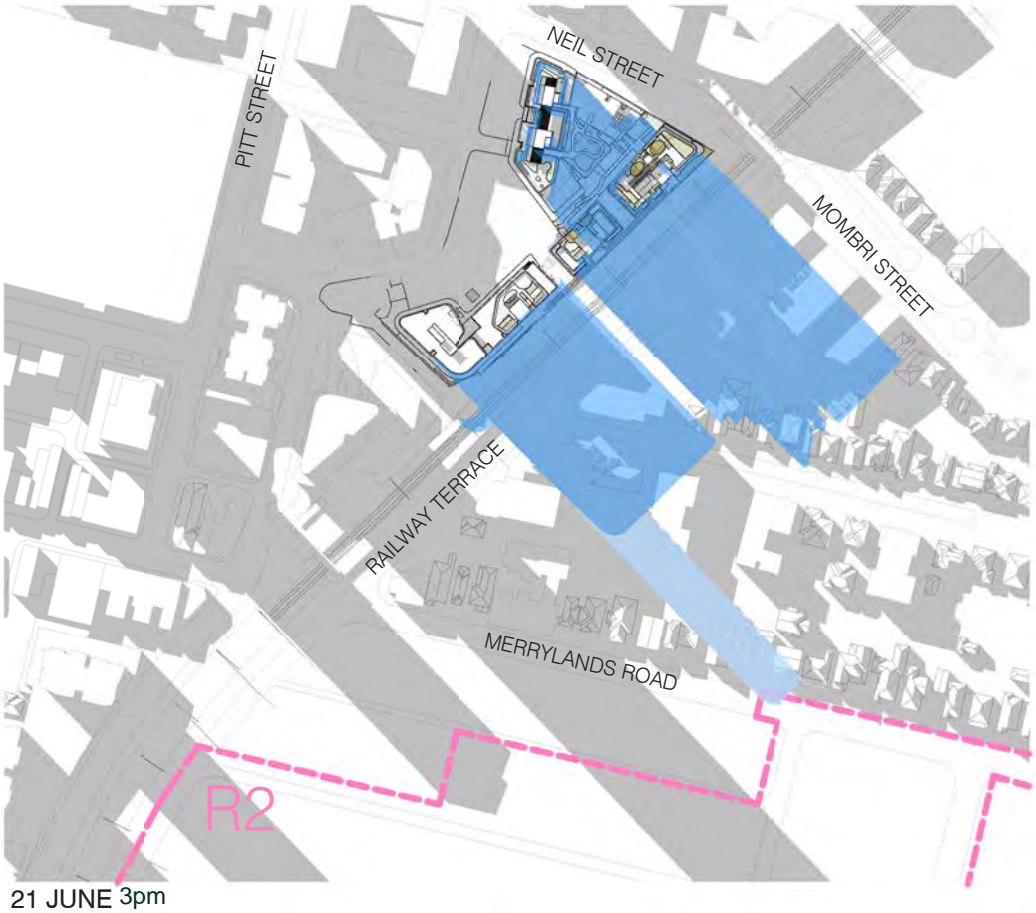 NEIL STREET
PITT STREET
MOMBRI STREET
RAILWAY TERRACE
MERRYLANDS ROAD
R2
21 JUNE 3pm